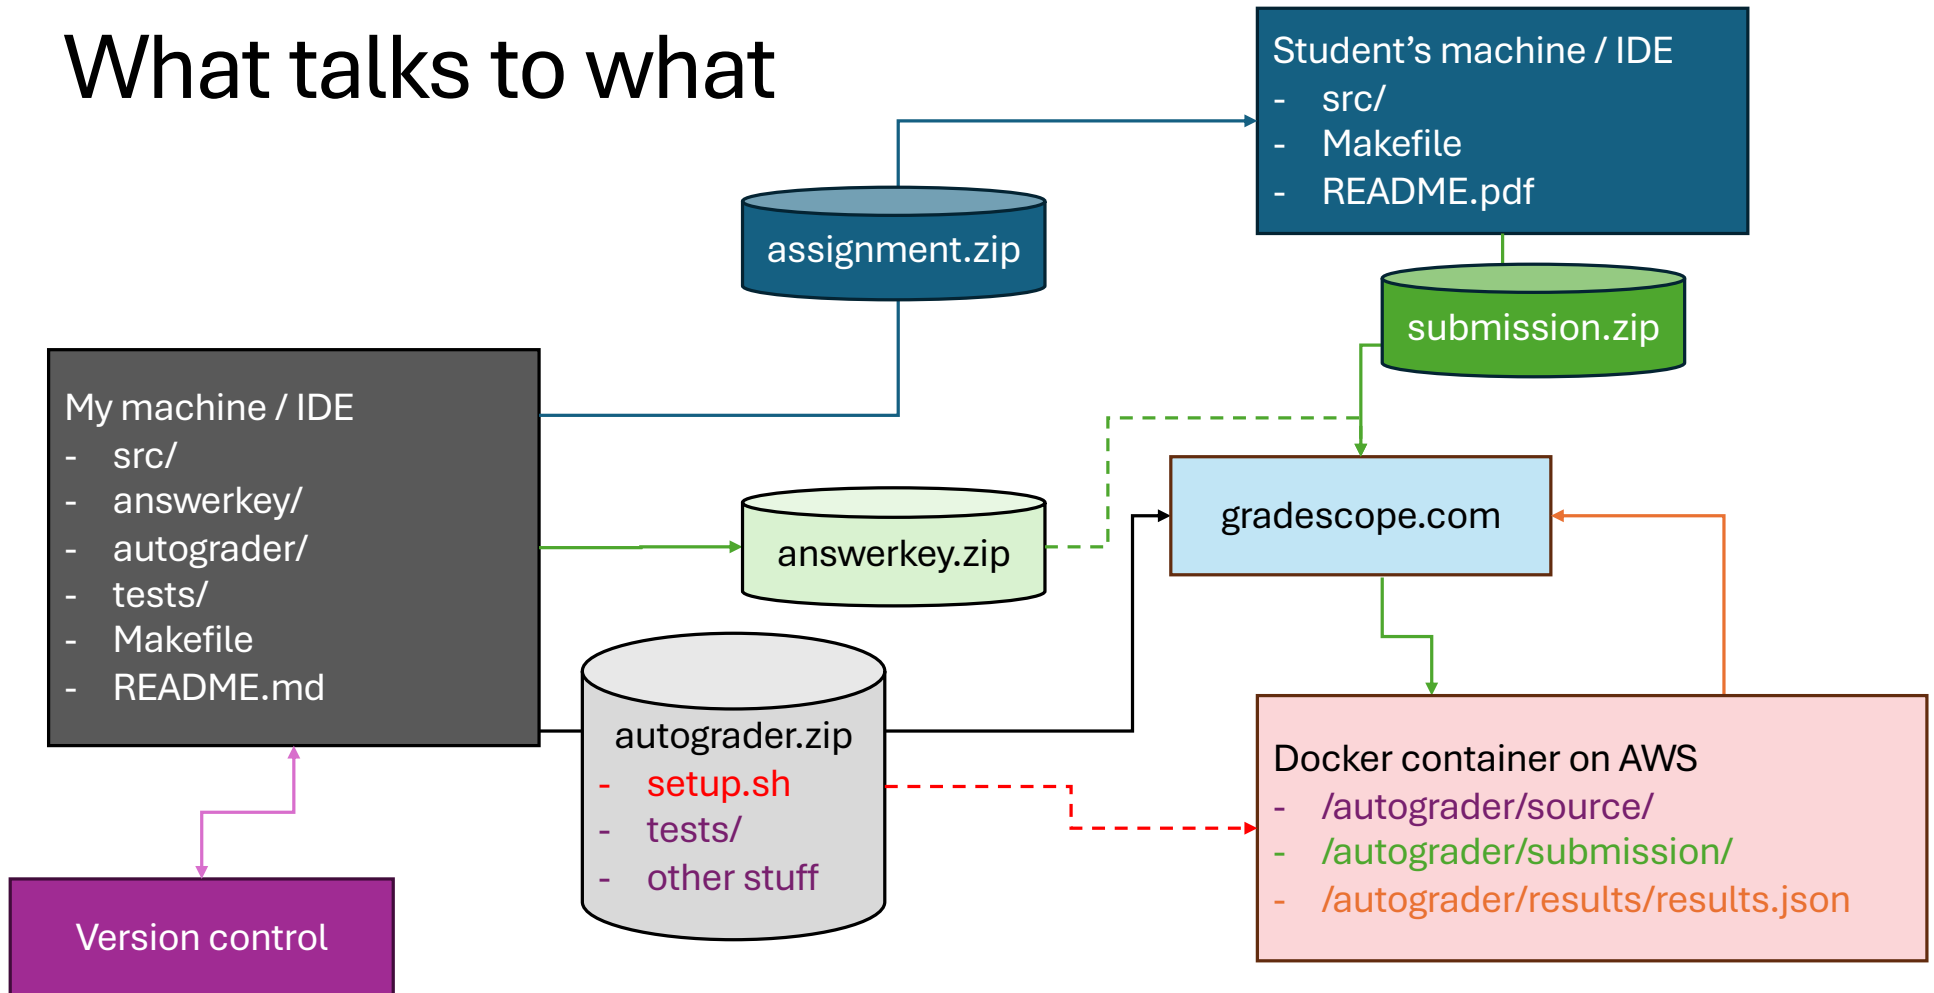 What talks to what
Student’s machine / IDE
- src/
- Makefile
- README.pdf
assignment.zip
submission.zip
My machine / IDE
- src/
- answerkey/
- autograder/
- tests/
- Makefile
- README.md
answerkey.zip
gradescope.com
autograder.zip
- setup.sh
- tests/
- other stuff
Docker container on AWS
- /autograder/source/
- /autograder/submission/
- /autograder/results/results.json
Version control